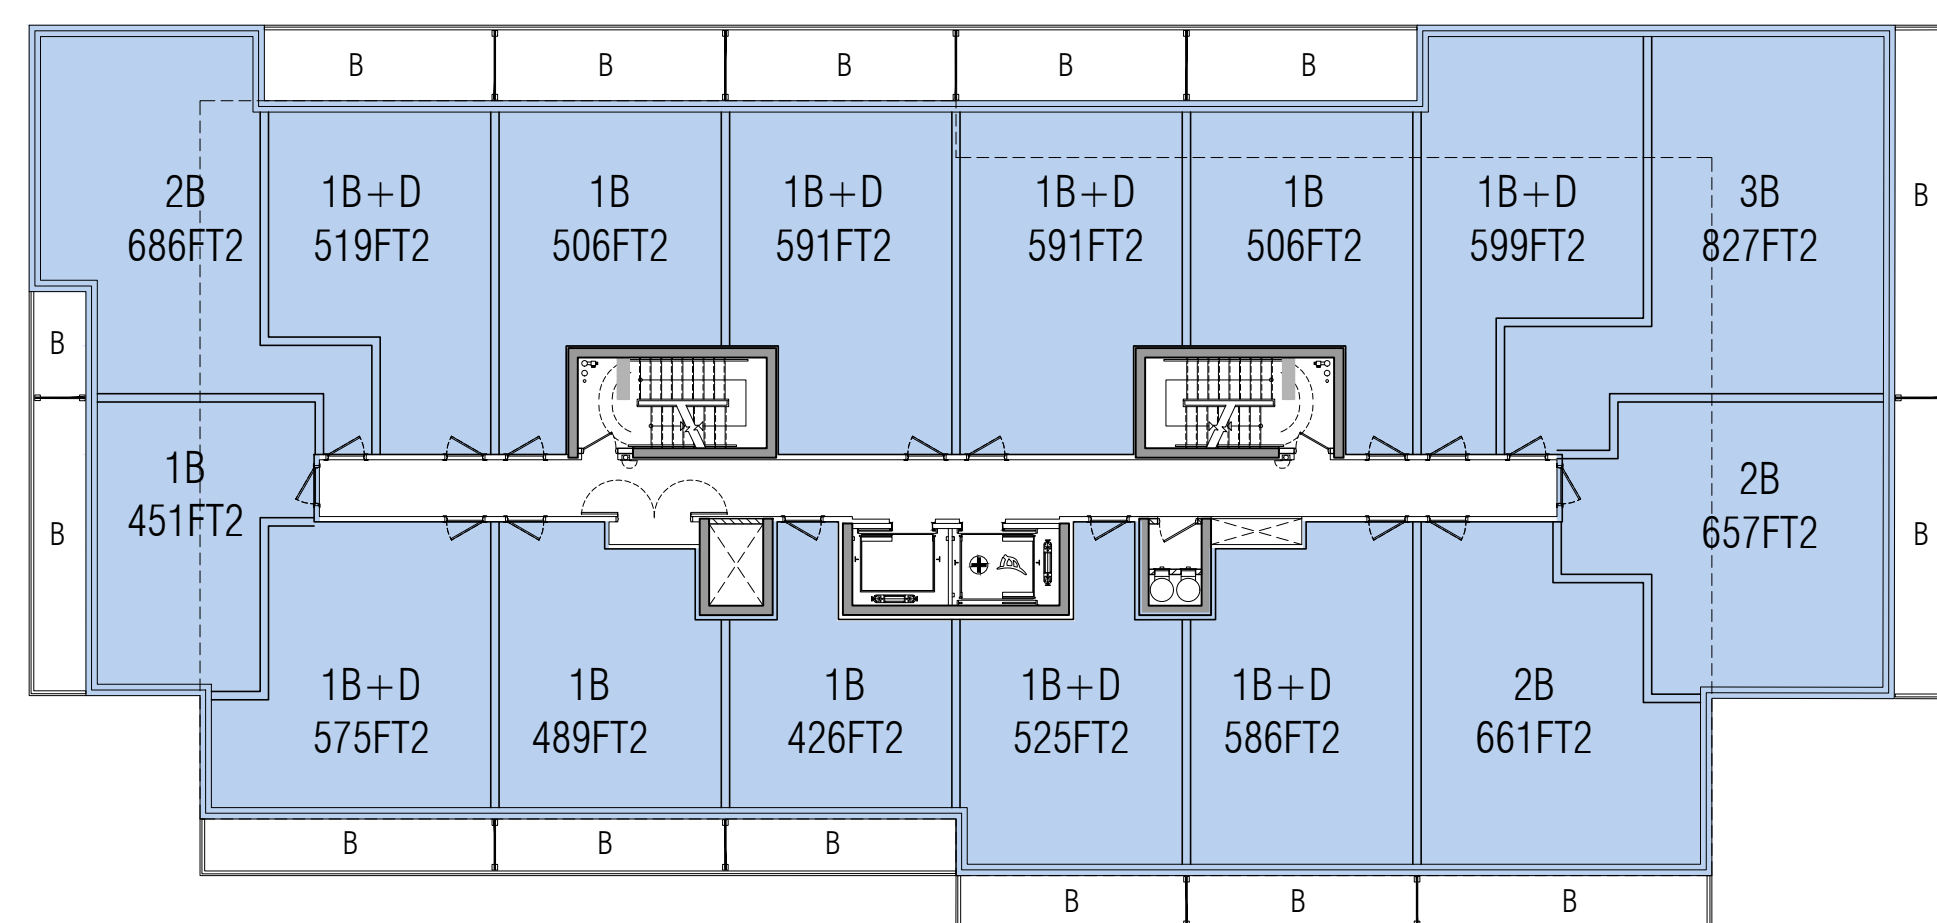 B B B B B
2B 1B+D 1B 1B+D 1B+D 1B 1B+D 3B
686FT2 519FT2 506FT2 591FT2 591FT2 506FT2 599FT2 827FT2
B
B
1B
451FT2
2B
657FT2
B
B
1B+D 1B 1B 1B+D 1B+D 2B
575FT2 489FT2 426FT2 525FT2 586FT2 661FT2
B B B
B B B